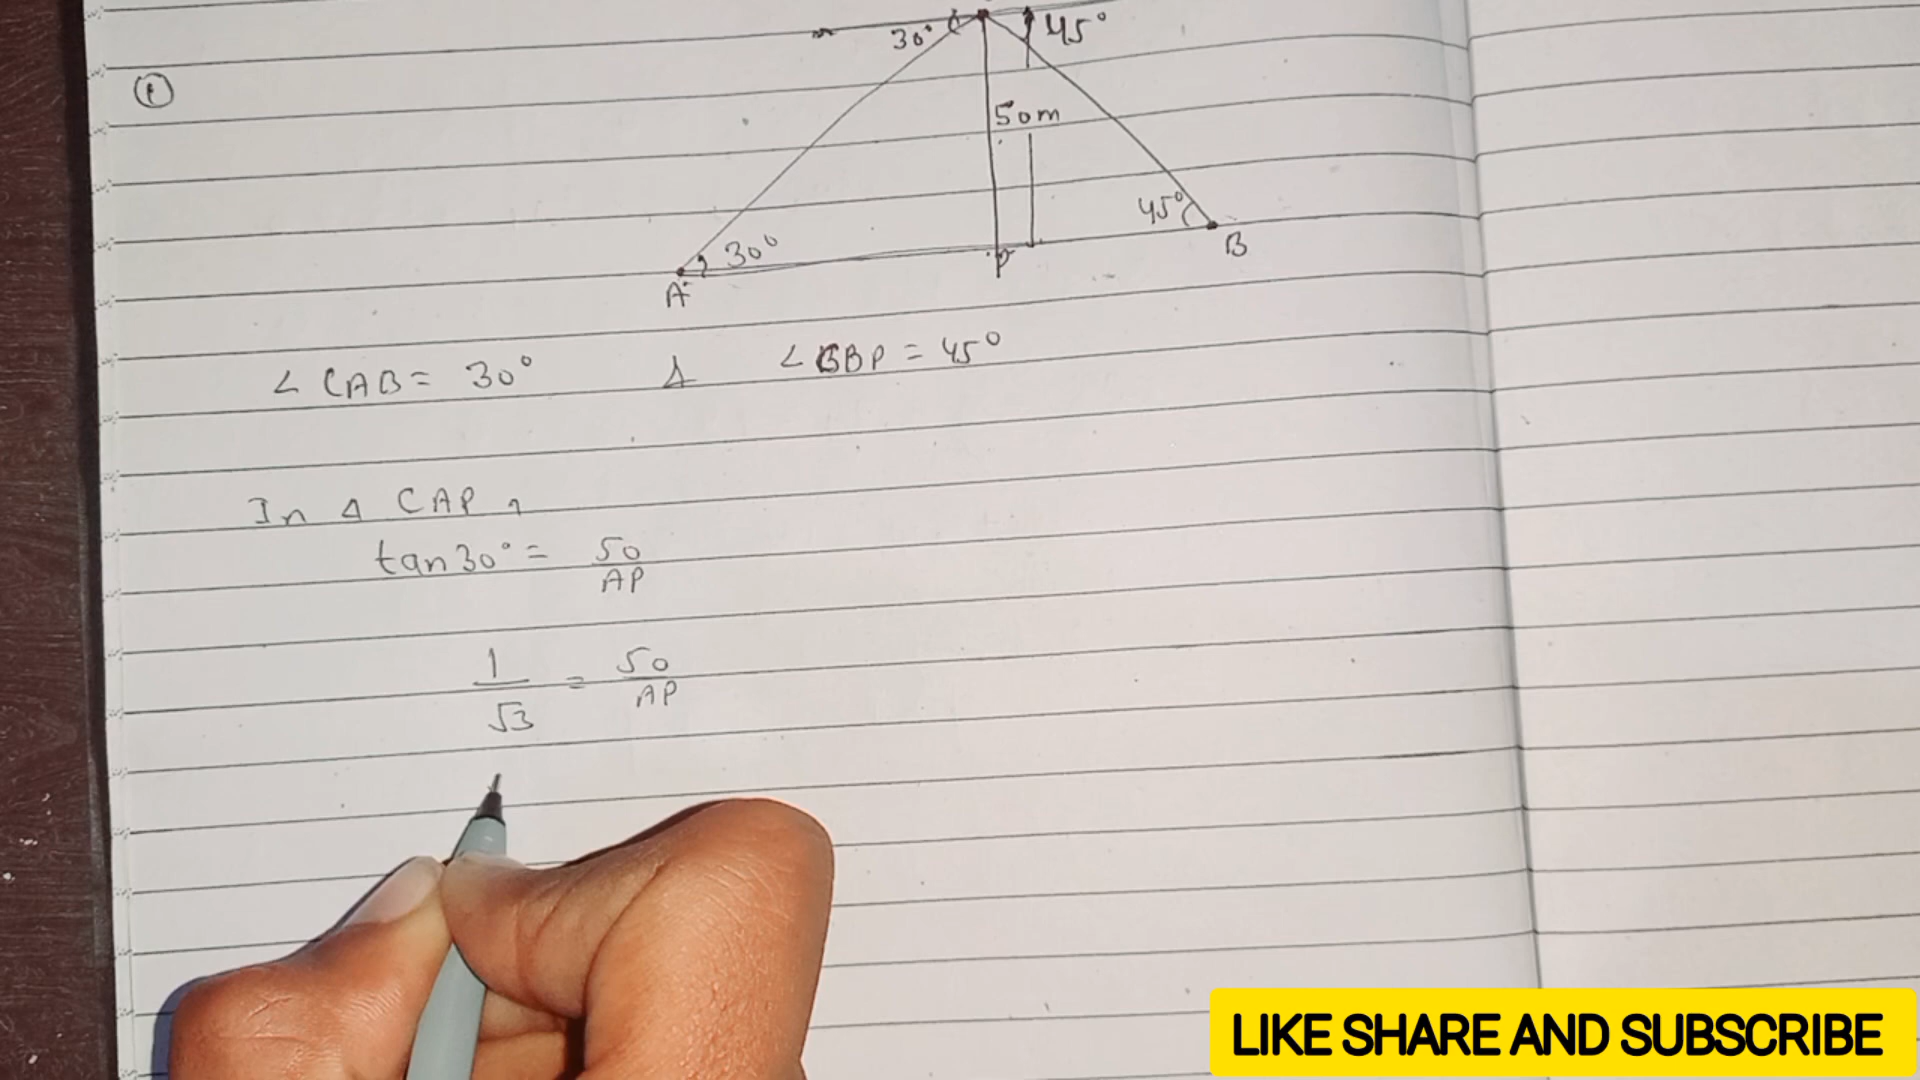 ①
30° 45°
50m
30° 45°
A P B
∠CAB = 30° & ∠CBP = 45°
In Δ CAP,
tan30° = 50/AP
1/√3 = 50/AP
LIKE SHARE AND SUBSCRIBE